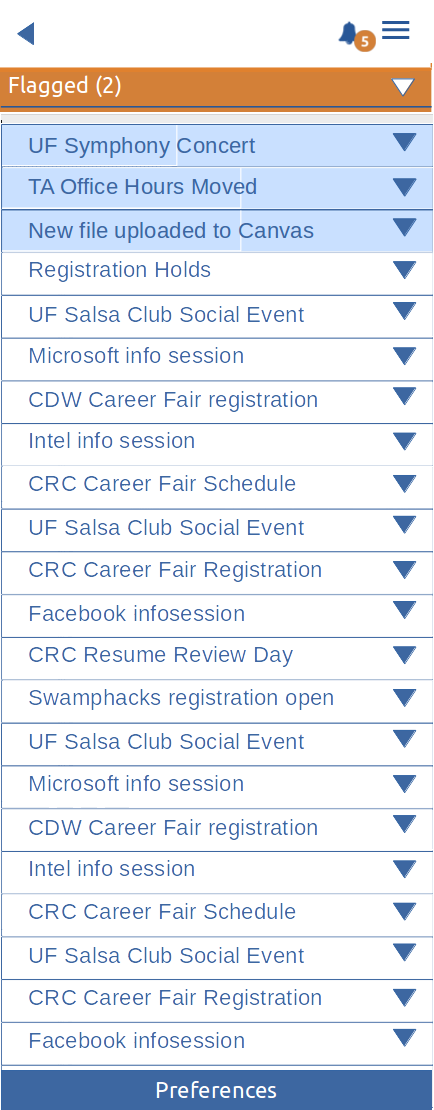 5
Flagged (2)
UF Symphony Concert
TA Office Hours Moved
New file uploaded to Canvas
Registration Holds
UF Salsa Club Social Event
Microsoft info session
CDW Career Fair registration
Intel info session
CRC Career Fair Schedule
UF Salsa Club Social Event
CRC Career Fair Registration
Facebook infosession
CRC Resume Review Day
Swamphacks registration open
UF Salsa Club Social Event
Microsoft info session
CDW Career Fair registration
Intel info session
CRC Career Fair Schedule
UF Salsa Club Social Event
CRC Career Fair Registration
Facebook infosession
Preferences